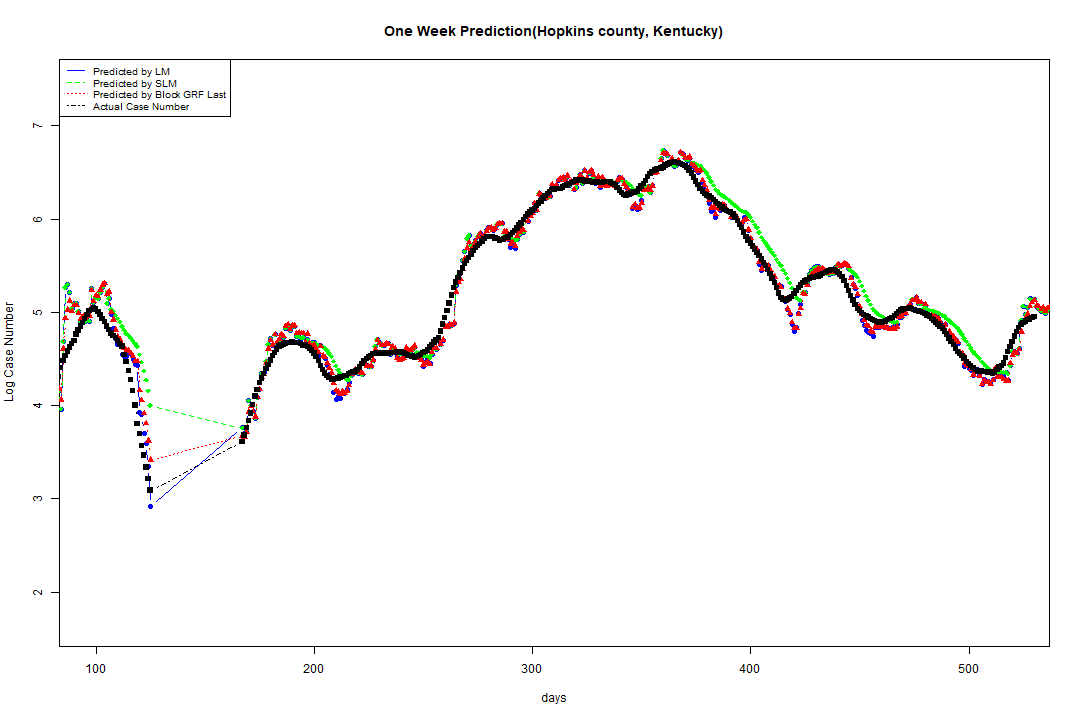 One Week Prediction(Hopkins county, Kentucky)
Predicted by LM
Predicted by SLM
Predicted by Block GRF Last
Actual Case Number
Log Case Number
7
6
5
4
3
2
100 200 300 400 500
days